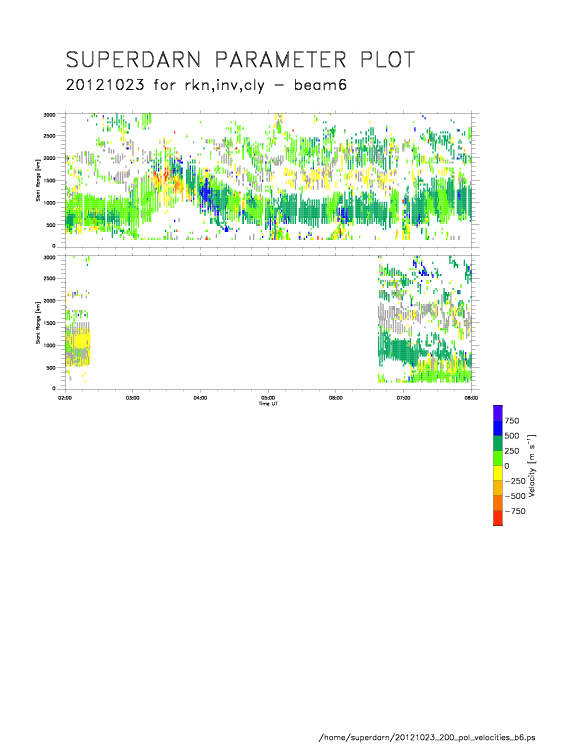 SUPERDARN PARAMETER PLOT
20121023 for rkn,inv,cly - beam6
3000
2500
2000
1500
1000
500
0
Slant Range [km]
3000
2500
2000
1500
1000
500
0
Slant Range [km]
02:00 03:00 04:00 05:00 06:00 07:00 08:00
Time UT
750
500
250
0
-250
-500
-750
Velocity [m s⁻¹]
/home/superdarn/20121023_200_pol_velocities_b6.ps